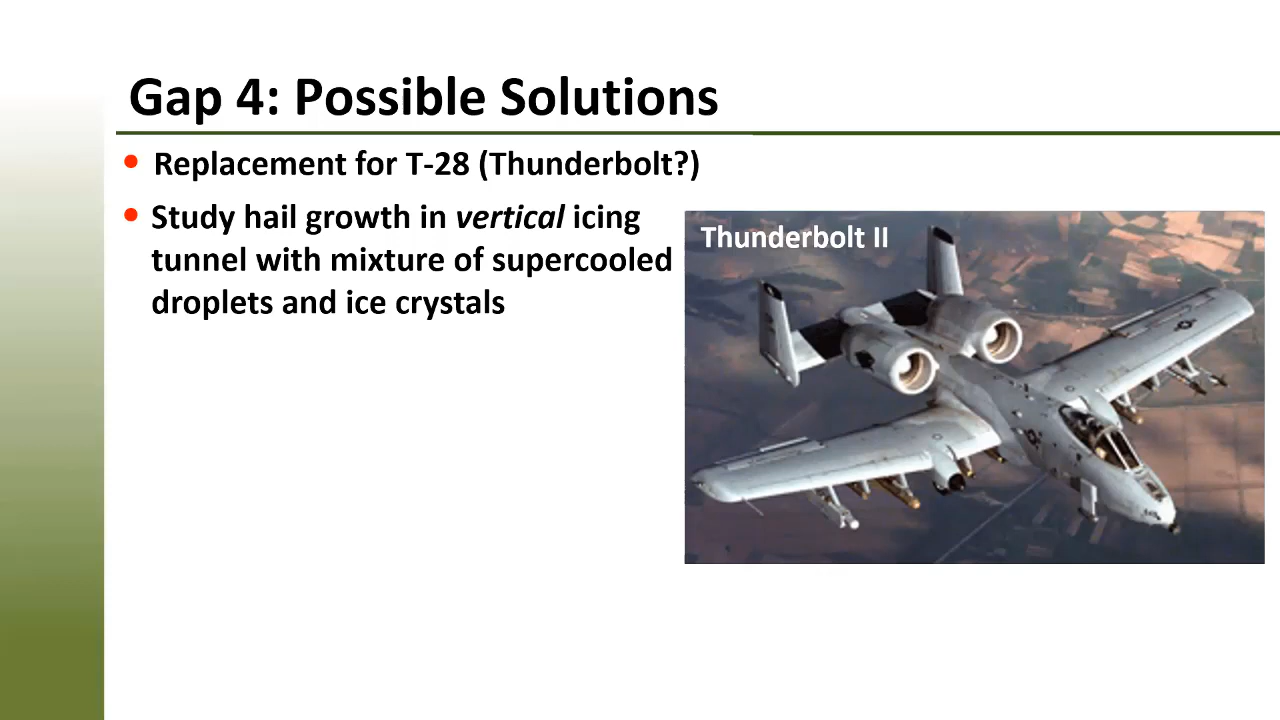 Gap 4: Possible Solutions
Replacement for T-28 (Thunderbolt?)
Study hail growth in vertical icing
tunnel with mixture of supercooled
droplets and ice crystals
Thunderbolt II